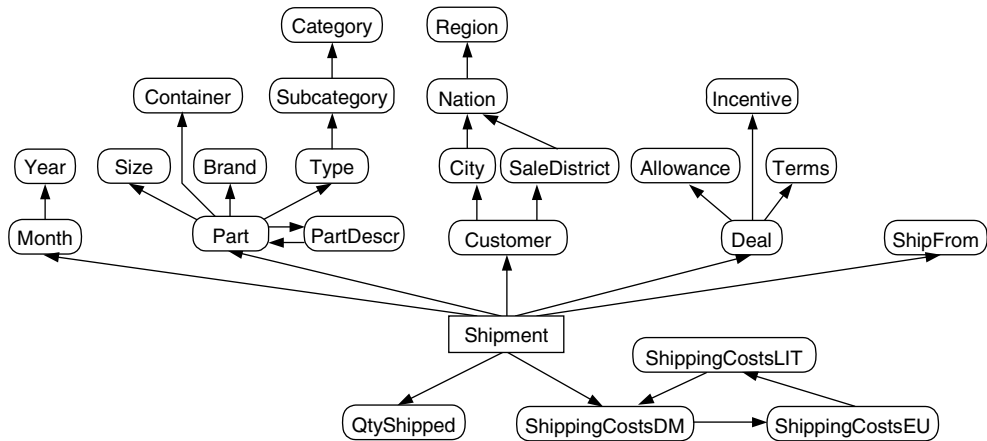 Category
Region
Container
Subcategory
Nation
Incentive
Year
Size
Brand
Type
City
SaleDistrict
Allowance
Terms
Month
Part
PartDescr
Customer
Deal
ShipFrom
Shipment
ShippingCostsLIT
QtyShipped
ShippingCostsDM
ShippingCostsEU